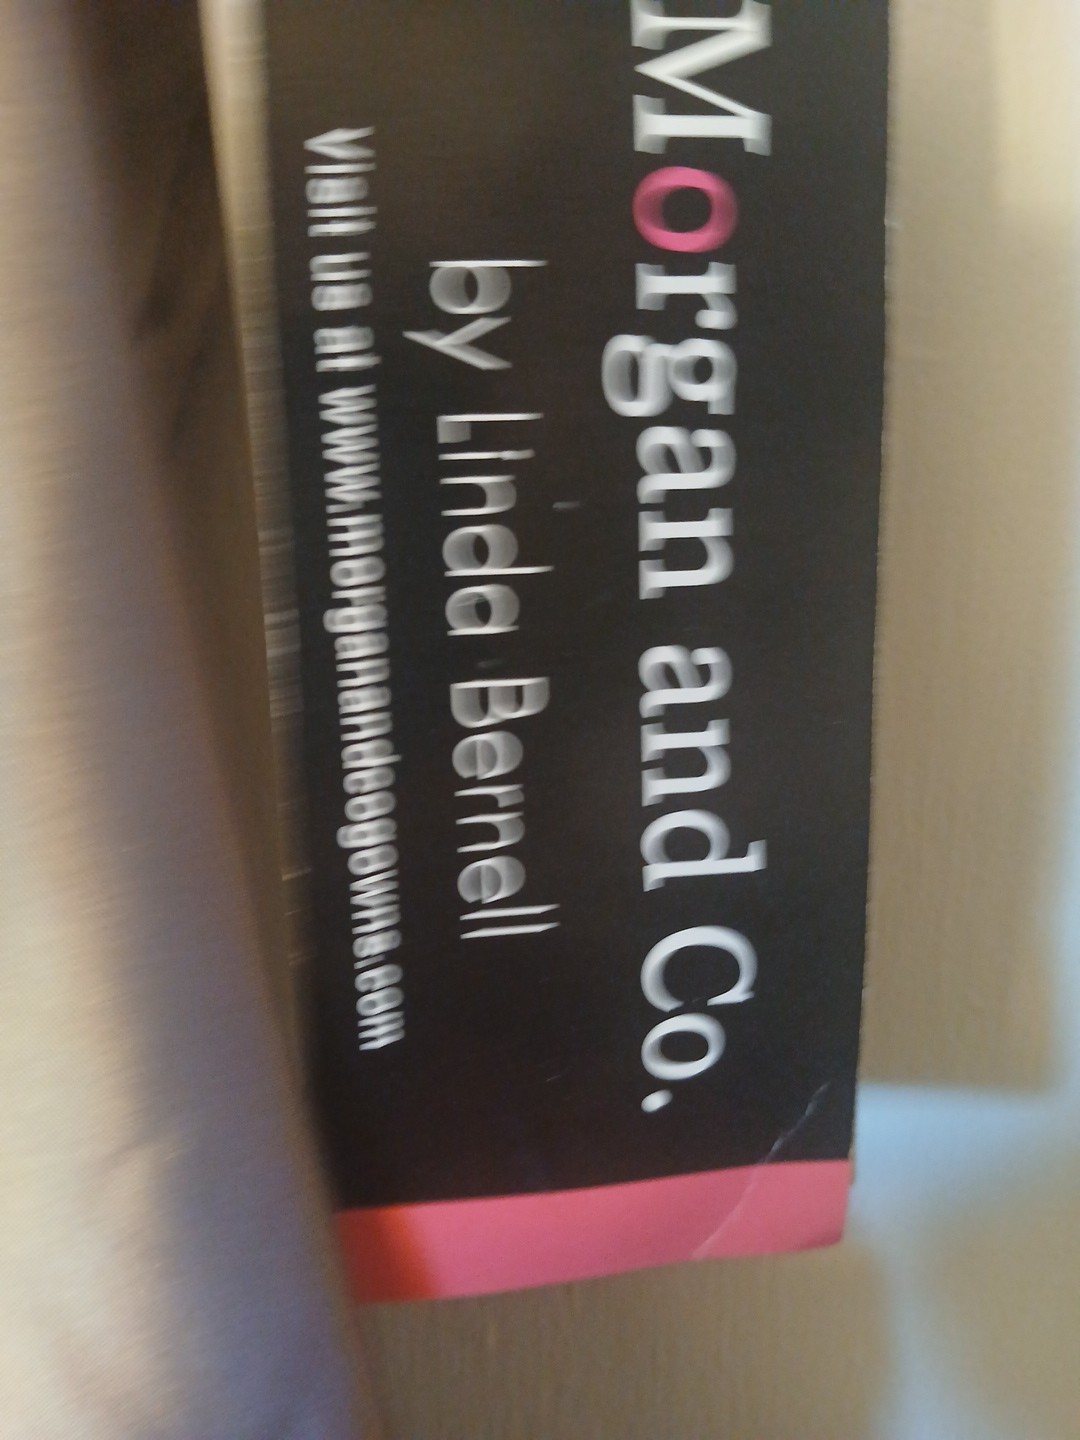 Morgan and Co.
by Linda Bernell
Visit us at www.morganandcogowns.com